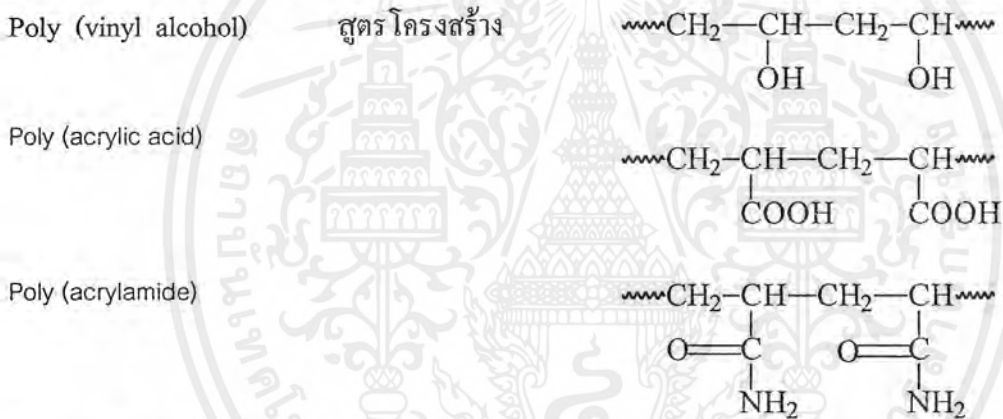 Poly (vinyl alcohol) สูตรโครงสร้าง CH₂—CH—CH₂—CH
OH OH
Poly (acrylic acid)
CH₂—CH—CH₂—CH
COOH COOH
Poly (acrylamide)
CH₂—CH—CH₂—CH
O=C O=C
NH₂ NH₂